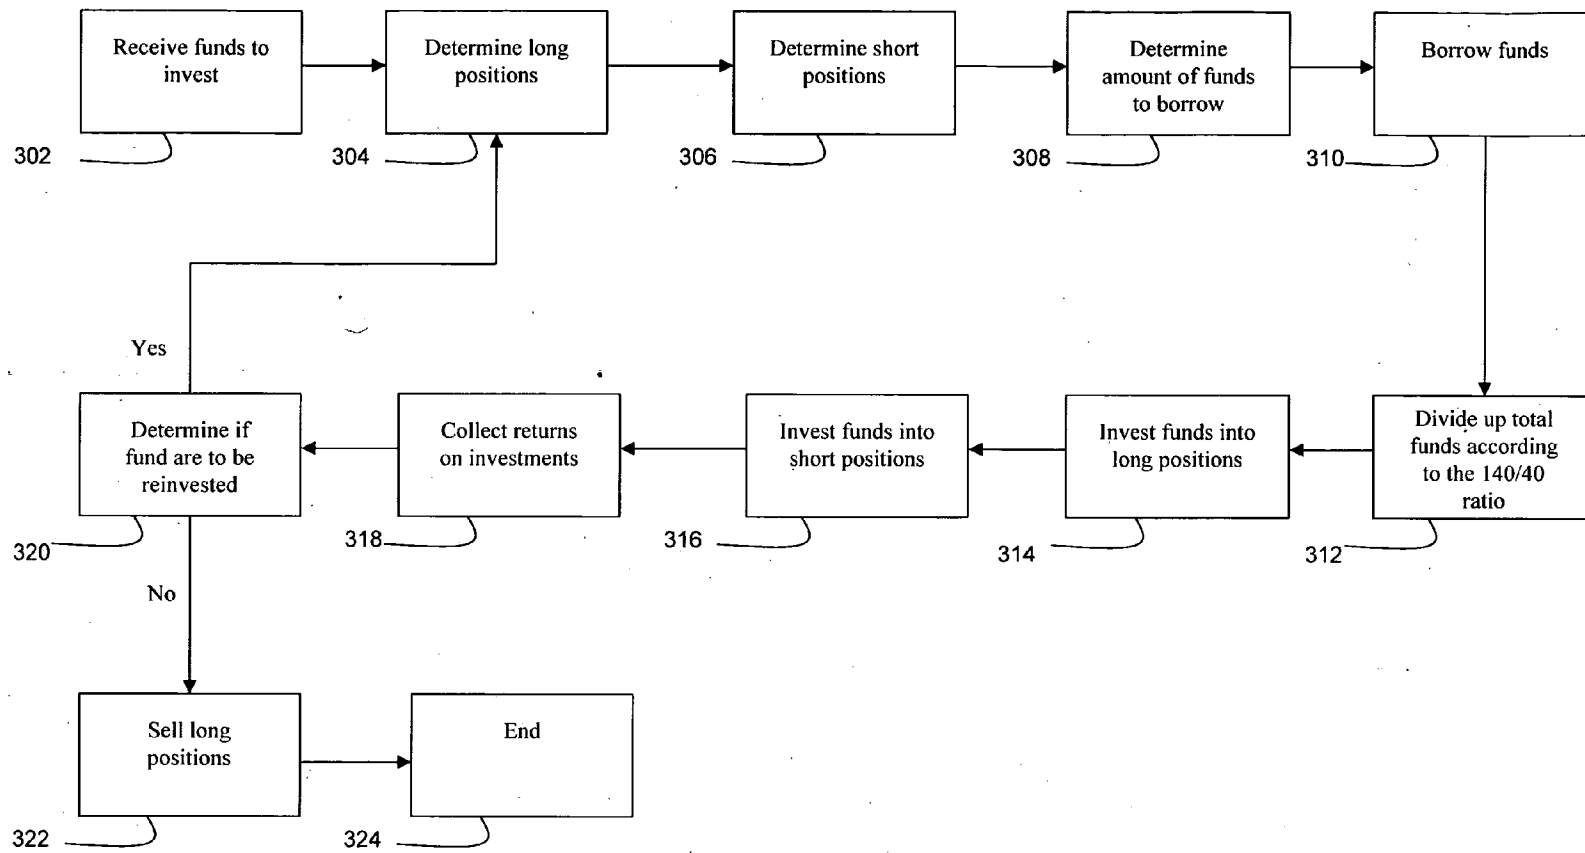 Receive funds to
invest
302
Determine long
positions
304
Determine short
positions
306
Determine
amount of funds
to borrow
308
Borrow funds
310
Yes
Determine if
fund are to be
reinvested
320
Collect returns
on investments
318
Invest funds into
short positions
316
Invest funds into
long positions
314
Divide up total
funds according
to the 140/40
ratio
312
No
Sell long
positions
322
End
324